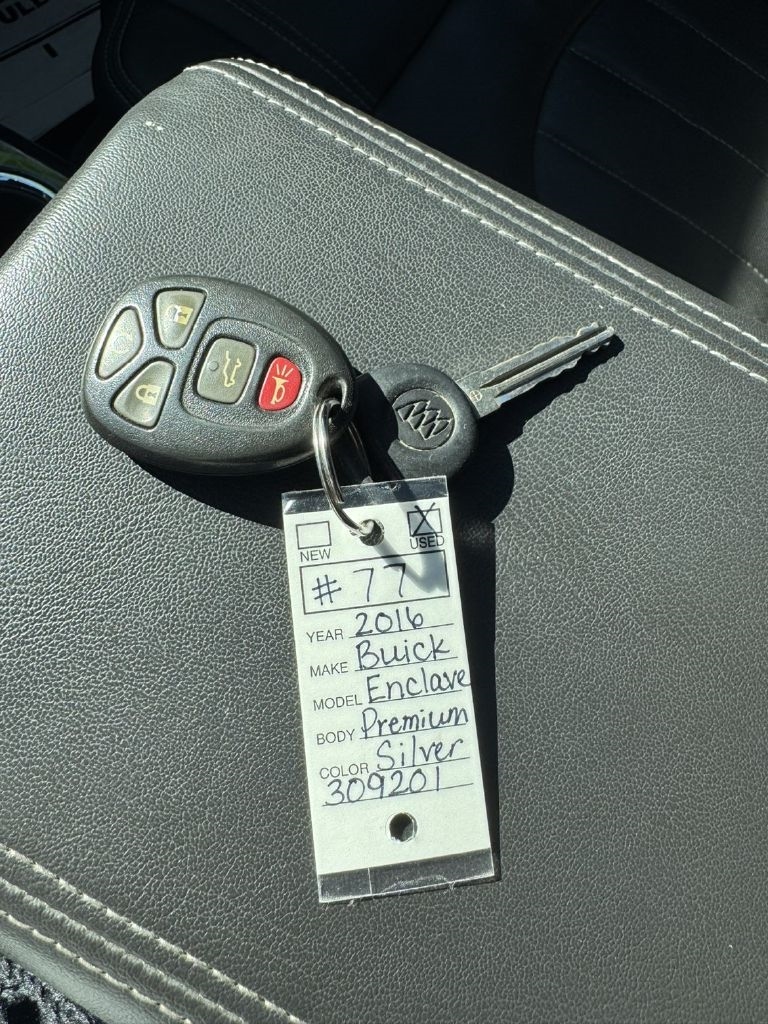 NEW
USED
# 77
YEAR 2016
MAKE Buick
MODEL Enclave
BODY Premium
COLOR Silver
309201